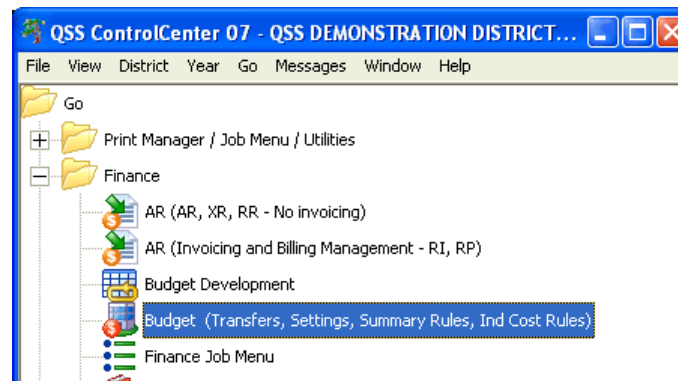 QSS ControlCenter 07 - QSS DEMONSTRATION DISTRICT...
File View District Year Go Messages Window Help
Go
Print Manager / Job Menu / Utilities
Finance
AR (AR, XR, RR - No invoicing)
AR (Invoicing and Billing Management - RI, RP)
Budget Development
Budget (Transfers, Settings, Summary Rules, Ind Cost Rules)
Finance Job Menu